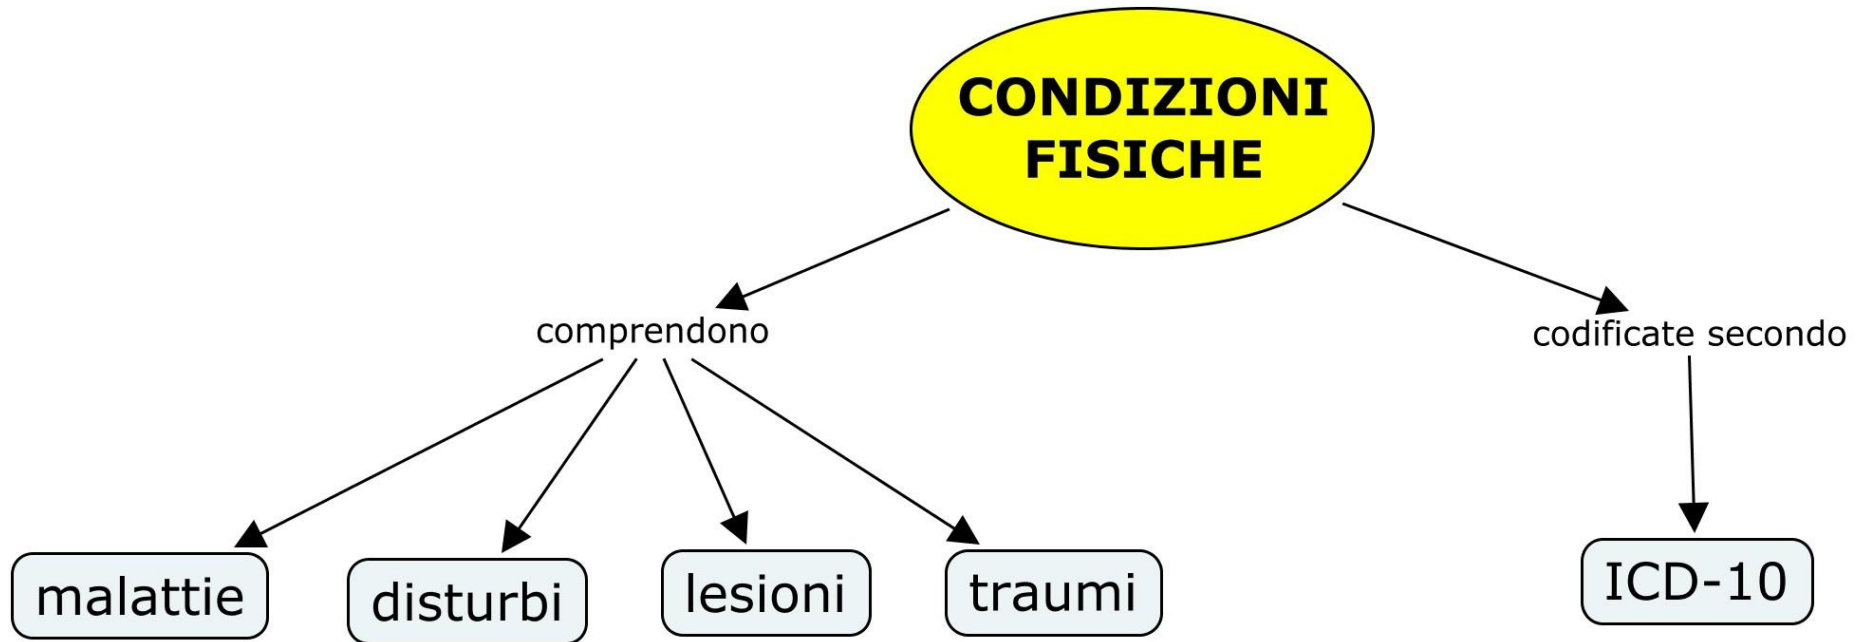 CONDIZIONI
FISICHE
comprendono
codificate secondo
malattie
disturbi
lesioni
traumi
ICD-10